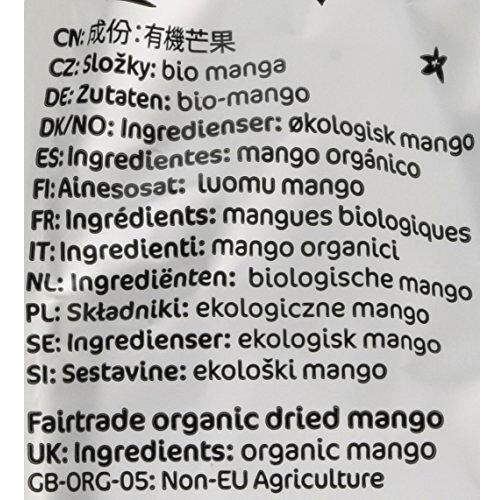 CN: 成份：有機芒果
CZ: Složky: bio manga
DE: Zutaten: bio-mango
DK/NO: Ingredienser: økologisk mango
ES: Ingredientes: mango orgánico
FI: Ainesosat: luomu mango
FR: Ingrédients: mangues biologiques
IT: Ingredienti: mango organici
NL: Ingrediënten: biologische mango
PL: Składniki: ekologiczne mango
SE: Ingredienser: ekologisk mango
SI: Sestavine: ekološki mango
Fairtrade organic dried mango
UK: Ingredients: organic mango
GB-ORG-05: Non-EU Agriculture